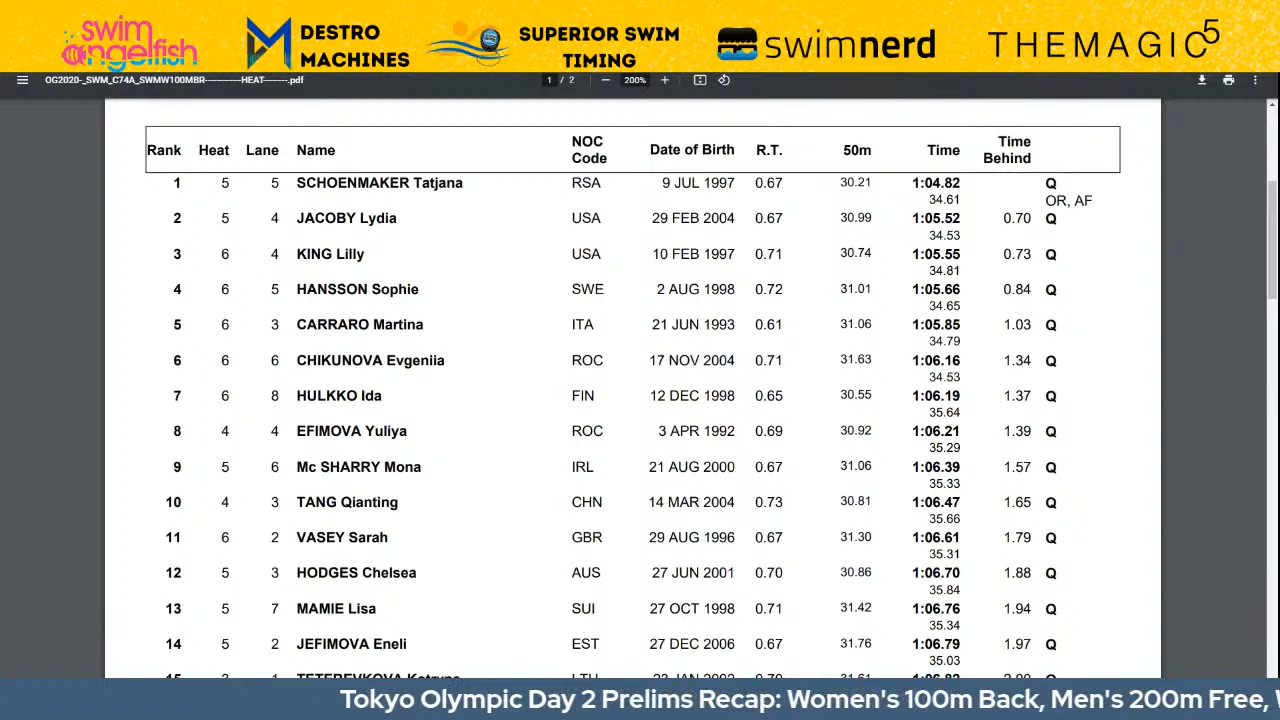 swim angelfish
DESTRO MACHINES
SUPERIOR SWIM TIMING
swimnerd
THEMAGIC5
OG2020-_SWM_C74A_SWMW100MBR------------HEAT--------.pdf 1 / 2 − 200% +
Rank Heat Lane Name NOC Code Date of Birth R.T. 50m Time Time Behind
1 5 5 SCHOENMAKER Tatjana RSA 9 JUL 1997 0.67 30.21 1:04.82 Q
34.61 OR, AF
2 5 4 JACOBY Lydia USA 29 FEB 2004 0.67 30.99 1:05.52 0.70 Q
34.53
3 6 4 KING Lilly USA 10 FEB 1997 0.71 30.74 1:05.55 0.73 Q
34.81
4 6 5 HANSSON Sophie SWE 2 AUG 1998 0.72 31.01 1:05.66 0.84 Q
34.65
5 6 3 CARRARO Martina ITA 21 JUN 1993 0.61 31.06 1:05.85 1.03 Q
34.79
6 6 6 CHIKUNOVA Evgeniia ROC 17 NOV 2004 0.71 31.63 1:06.16 1.34 Q
34.53
7 6 8 HULKKO Ida FIN 12 DEC 1998 0.65 30.55 1:06.19 1.37 Q
35.64
8 4 4 EFIMOVA Yuliya ROC 3 APR 1992 0.69 30.92 1:06.21 1.39 Q
35.29
9 5 6 Mc SHARRY Mona IRL 21 AUG 2000 0.67 31.06 1:06.39 1.57 Q
35.33
10 4 3 TANG Qianting CHN 14 MAR 2004 0.73 30.81 1:06.47 1.65 Q
35.66
11 6 2 VASEY Sarah GBR 29 AUG 1996 0.67 31.30 1:06.61 1.79 Q
35.31
12 5 3 HODGES Chelsea AUS 27 JUN 2001 0.70 30.86 1:06.70 1.88 Q
35.84
13 5 7 MAMIE Lisa SUI 27 OCT 1998 0.71 31.42 1:06.76 1.94 Q
35.34
14 5 2 JEFIMOVA Eneli EST 27 DEC 2006 0.67 31.76 1:06.79 1.97 Q
35.03
Tokyo Olympic Day 2 Prelims Recap: Women's 100m Back, Men's 200m Free,